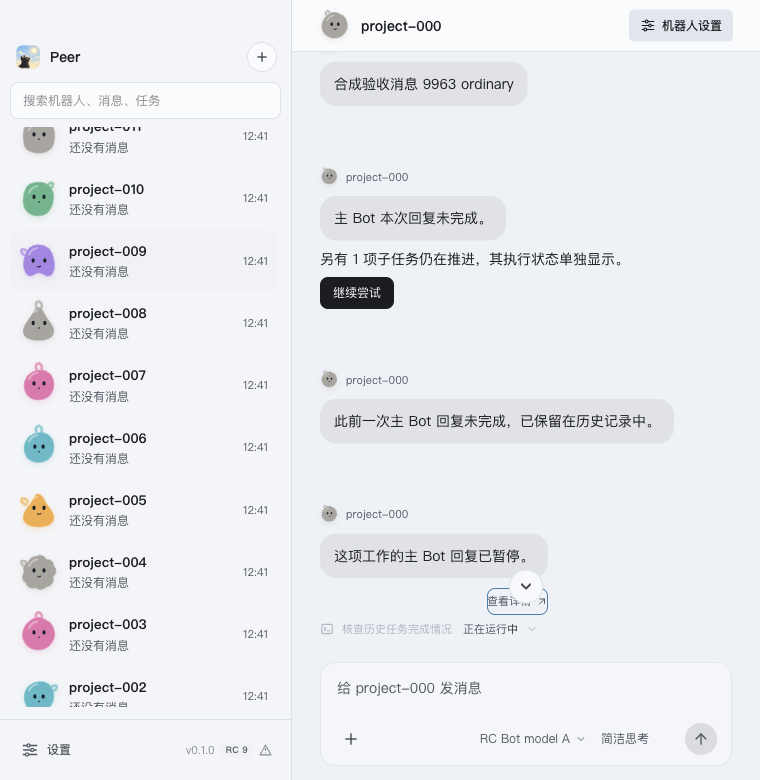 Peer
搜索机器人、消息、任务
project-011
还没有消息
12:41
project-010
还没有消息
12:41
project-009
还没有消息
12:41
project-008
还没有消息
12:41
project-007
还没有消息
12:41
project-006
还没有消息
12:41
project-005
还没有消息
12:41
project-004
还没有消息
12:41
project-003
还没有消息
12:41
project-002
还没有消息
12:41
设置
v0.1.0
RC 9
project-000
机器人设置
合成验收消息 9963 ordinary
project-000
主 Bot 本次回复未完成。
另有 1 项子任务仍在推进，其执行状态单独显示。
继续尝试
project-000
此前一次主 Bot 回复未完成，已保留在历史记录中。
project-000
这项工作的主 Bot 回复已暂停。
查看详情
核查历史任务完成情况 正在运行中
给 project-000 发消息
RC Bot model A
简洁思考